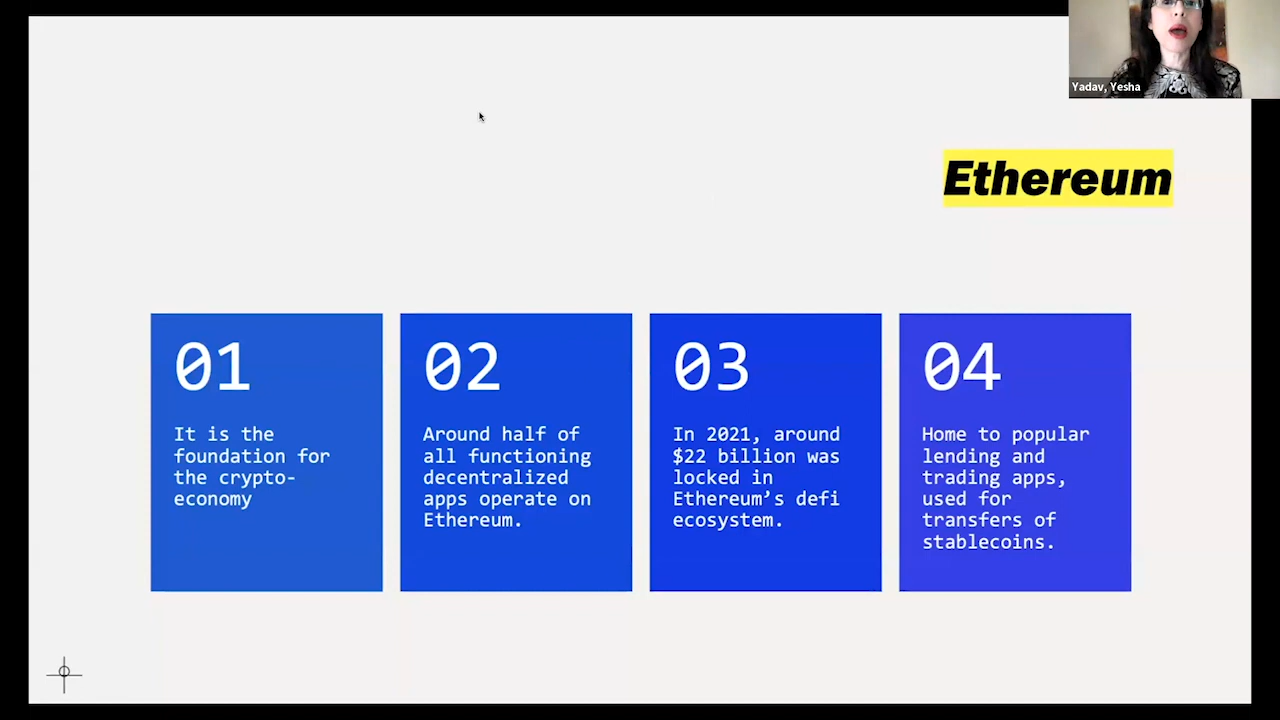 Yadav, Yesha
Ethereum
01
It is the
foundation for
the crypto-
economy
02
Around half of
all functioning
decentralized
apps operate on
Ethereum.
03
In 2021, around
$22 billion was
locked in
Ethereum’s defi
ecosystem.
04
Home to popular
lending and
trading apps,
used for
transfers of
stablecoins.